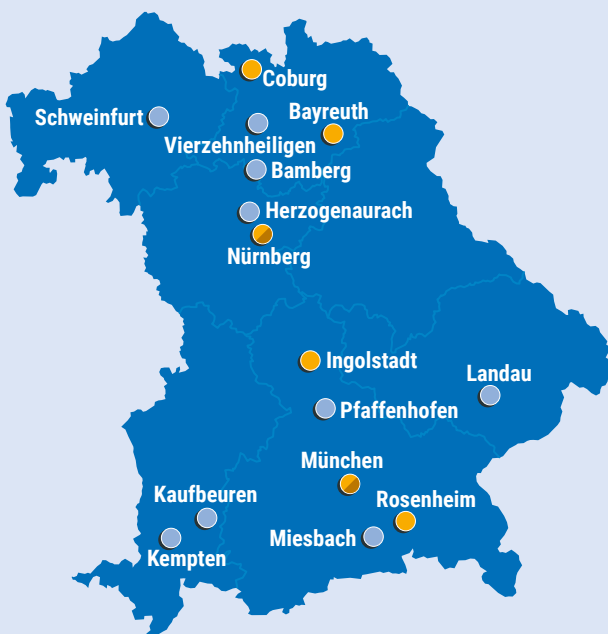 Coburg
Schweinfurt
Bayreuth
Vierzehnheiligen
Bamberg
Herzogenaurach
Nürnberg
Ingolstadt
Landau
Pfaffenhofen
München
Kaufbeuren
Rosenheim
Miesbach
Kempten